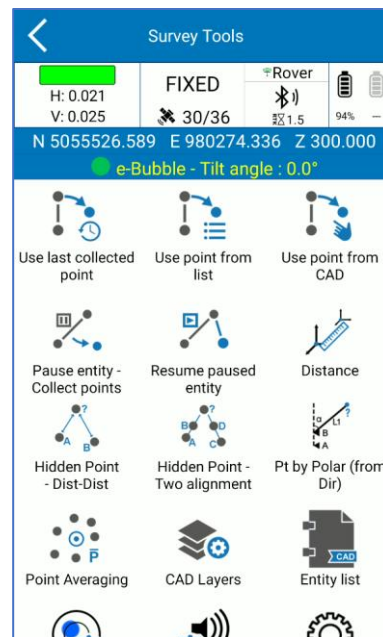 Survey Tools
H: 0.021
V: 0.025
FIXED
30/36
Rover
1.5
94%
--
N 5055526.589 E 980274.336 Z 300.000
e-Bubble - Tilt angle : 0.0°
Use last collected point
Use point from list
Use point from CAD
Pause entity - Collect points
Resume paused entity
Distance
?
A
B
?
B
D
A
C
?
α
L1
B
A
Hidden Point - Dist-Dist
Hidden Point - Two alignment
Pt by Polar (from Dir)
P
CAD
Point Averaging
CAD Layers
Entity list